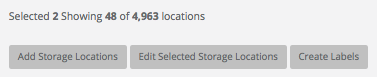 Selected 2 Showing 48 of 4,963 locations
Add Storage Locations Edit Selected Storage Locations Create Labels